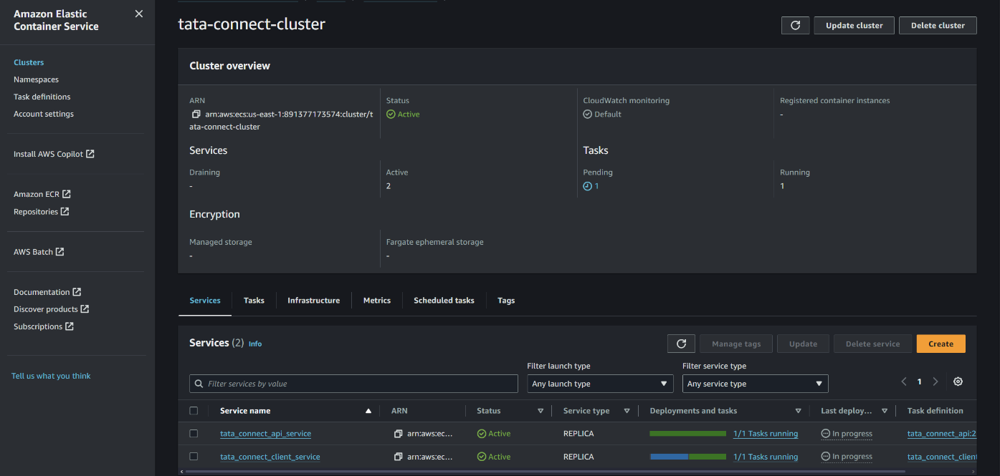 Amazon Elastic
Container Service
Clusters
Namespaces
Task definitions
Account settings
Install AWS Copilot
Amazon ECR
Repositories
AWS Batch
Documentation
Discover products
Subscriptions
Tell us what you think
tata-connect-cluster
Update cluster
Delete cluster
Cluster overview
ARN
arn:aws:ecs:us-east-1:891377173574:cluster/t
ata-connect-cluster
Status
Active
CloudWatch monitoring
Default
Registered container instances
-
Services
Draining
-
Active
2
Tasks
Pending
1
Running
1
Encryption
Managed storage
-
Fargate ephemeral storage
-
Services Tasks Infrastructure Metrics Scheduled tasks Tags
Services (2) Info
Manage tags Update Delete service Create
Filter launch type Filter service type
Filter services by value Any launch type Any service type 1
Service name ARN Status Service type Deployments and tasks Last deploy... Task definition
tata_connect_api_service arn:aws:ec... Active REPLICA 1/1 Tasks running In progress tata_connect_api:2
tata_connect_client_service arn:aws:ec... Active REPLICA 1/1 Tasks running In progress tata_connect_client